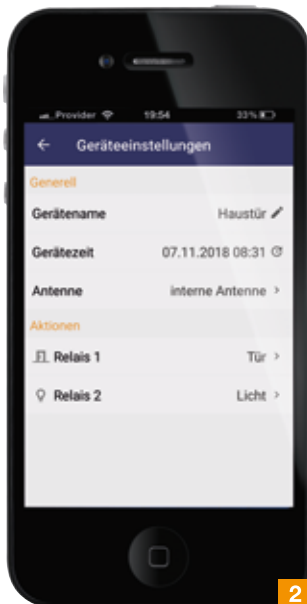 Provider 19:54 33%
Geräteeinstellungen
Generell
Gerätename Haustür
Gerätezeit 07.11.2018 08:31
Antenne interne Antenne
Aktionen
Relais 1 Tür
Relais 2 Licht
2